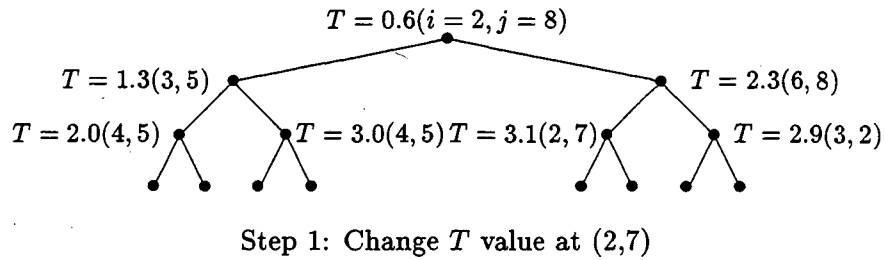 T = 0.6(i = 2, j = 8)
T = 1.3(3, 5) T = 2.3(6, 8)
T = 2.0(4, 5) T = 3.0(4, 5) T = 3.1(2, 7) T = 2.9(3, 2)
Step 1: Change T value at (2,7)